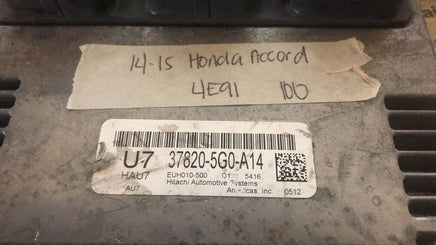 14-15 Honda Accord
4E91 100
U7 37820-5G0-A14
HAU7 EUH010-500 D1 5416
Hitachi Automotive Systems
AU7 Americas, Inc. 0512